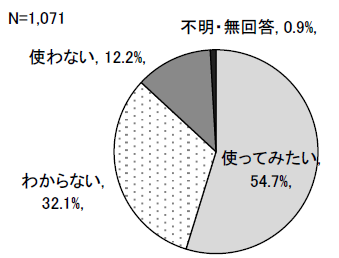 N=1,071
不明・無回答, 0.9%,
使わない, 12.2%,
使ってみたい,
54.7%,
わからない,
32.1%,